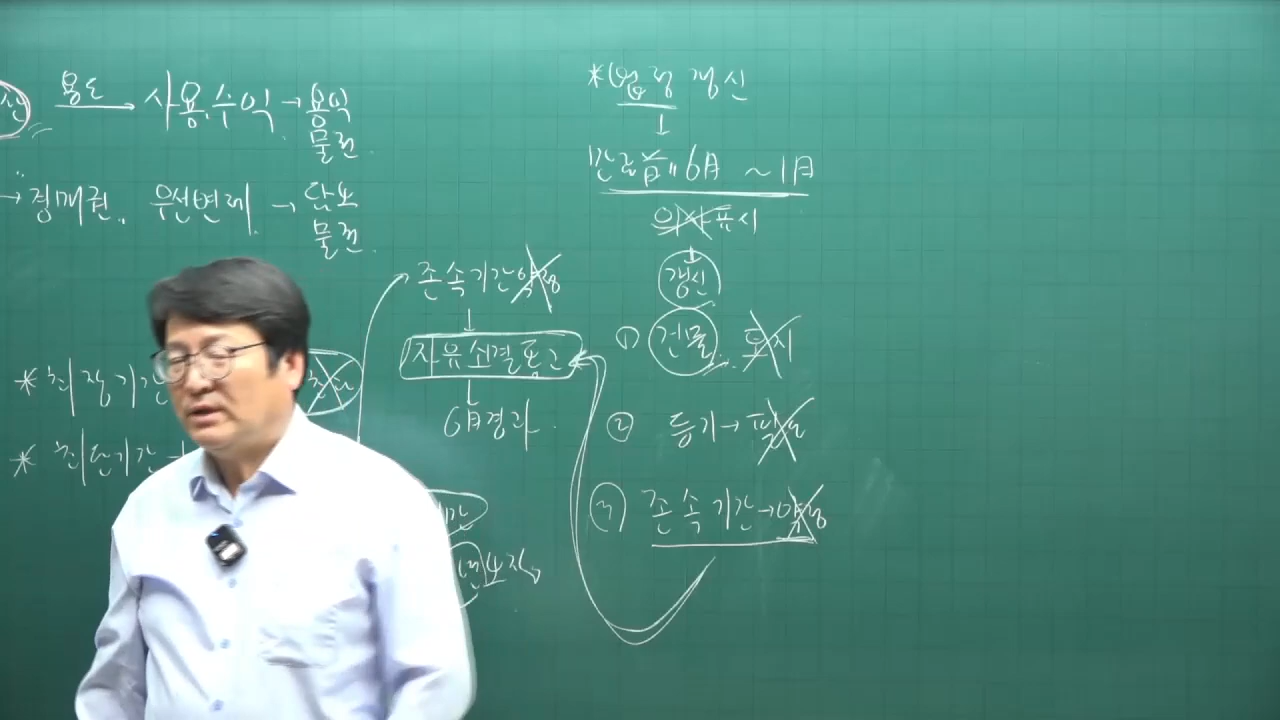 용도 → 사용.수익 → 용익
물권.
→ 경매권. 우선변제. → 담보
물권.
* 최장기간
* 최단기간 →
존속기간 약정
↓
자유 소멸통고
↓
6月경과.
*법정 갱신
↓
만료前 6月 ~ 1月
의사표시
↓
갱신
① 건물. 토지
② 등기 → 필요
③ 존속기간 → 약정